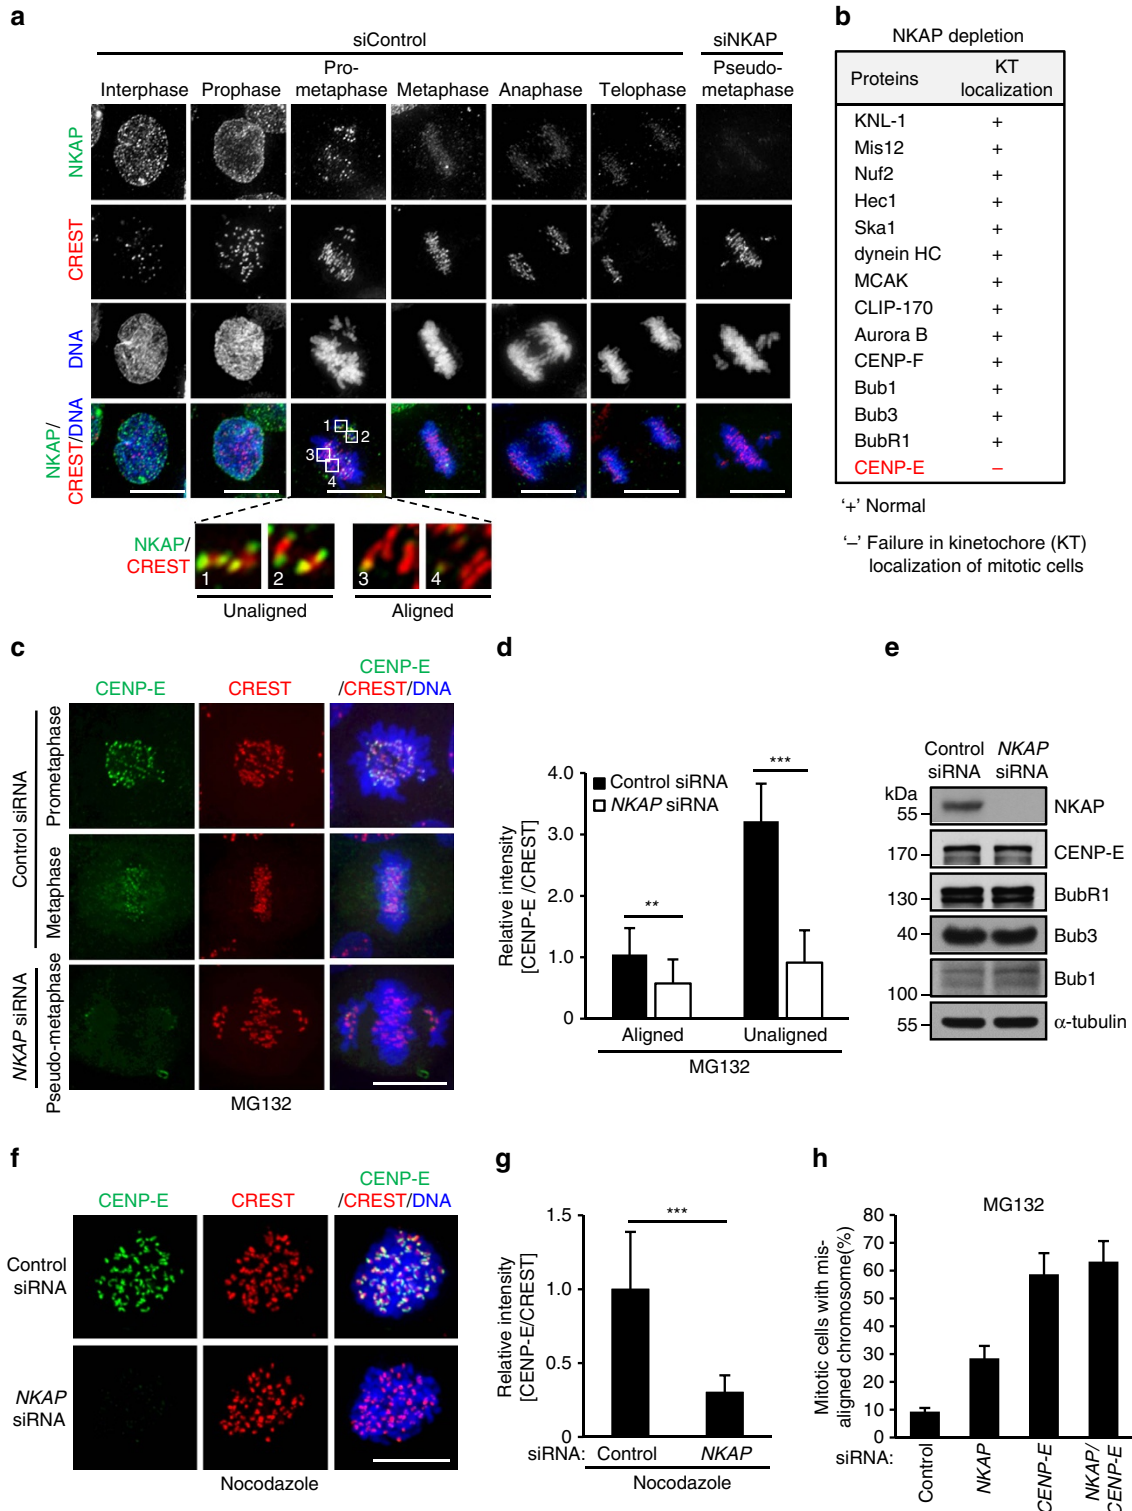 a
siControl
siNKAP
Interphase
Prophase
Pro-
metaphase
Metaphase
Anaphase
Telophase
Pseudo-
metaphase
NKAP
CREST
DNA
NKAP/
CREST/DNA
1
2
3
4
NKAP/
CREST
1
2
3
4
Unaligned
Aligned
b
NKAP depletion
Proteins
KT
localization
KNL-1 +
Mis12 +
Nuf2 +
Hec1 +
Ska1 +
dynein HC +
MCAK +
CLIP-170 +
Aurora B +
CENP-F +
Bub1 +
Bub3 +
BubR1 +
CENP-E –
‘+’ Normal
‘–’ Failure in kinetochore (KT)
localization of mitotic cells
c
CENP-E
CREST
CENP-E
/CREST/DNA
Control siRNA
Prometaphase
Metaphase
NKAP siRNA
Pseudo-metaphase
MG132
d
Relative intensity
[CENP-E /CREST]
4.0
3.0
2.0
1.0
0
Control siRNA
NKAP siRNA
**
***
Aligned
Unaligned
MG132
e
Control
siRNA
NKAP
siRNA
kDa
55
NKAP
170
CENP-E
130
BubR1
40
Bub3
100
Bub1
55
α-tubulin
f
CENP-E
CREST
CENP-E
/CREST/DNA
Control
siRNA
NKAP
siRNA
Nocodazole
g
Relative intensity
[CENP-E/CREST]
1.5
1.0
0.5
0
***
siRNA: Control NKAP
Nocodazole
h
MG132
Mitotic cells with mis-
aligned chromosome(%)
80
70
60
50
40
30
20
10
0
siRNA:
Control
NKAP
CENP-E
NKAP/
CENP-E